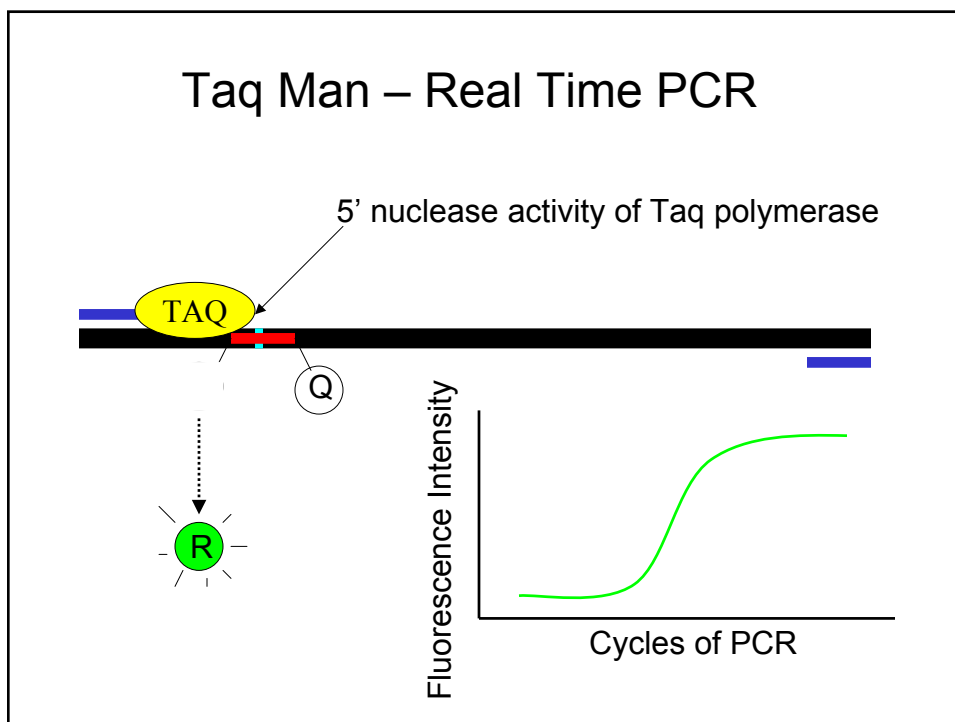 Taq Man – Real Time PCR
5’ nuclease activity of Taq polymerase
TAQ
Q
R
Fluorescence Intensity
Cycles of PCR